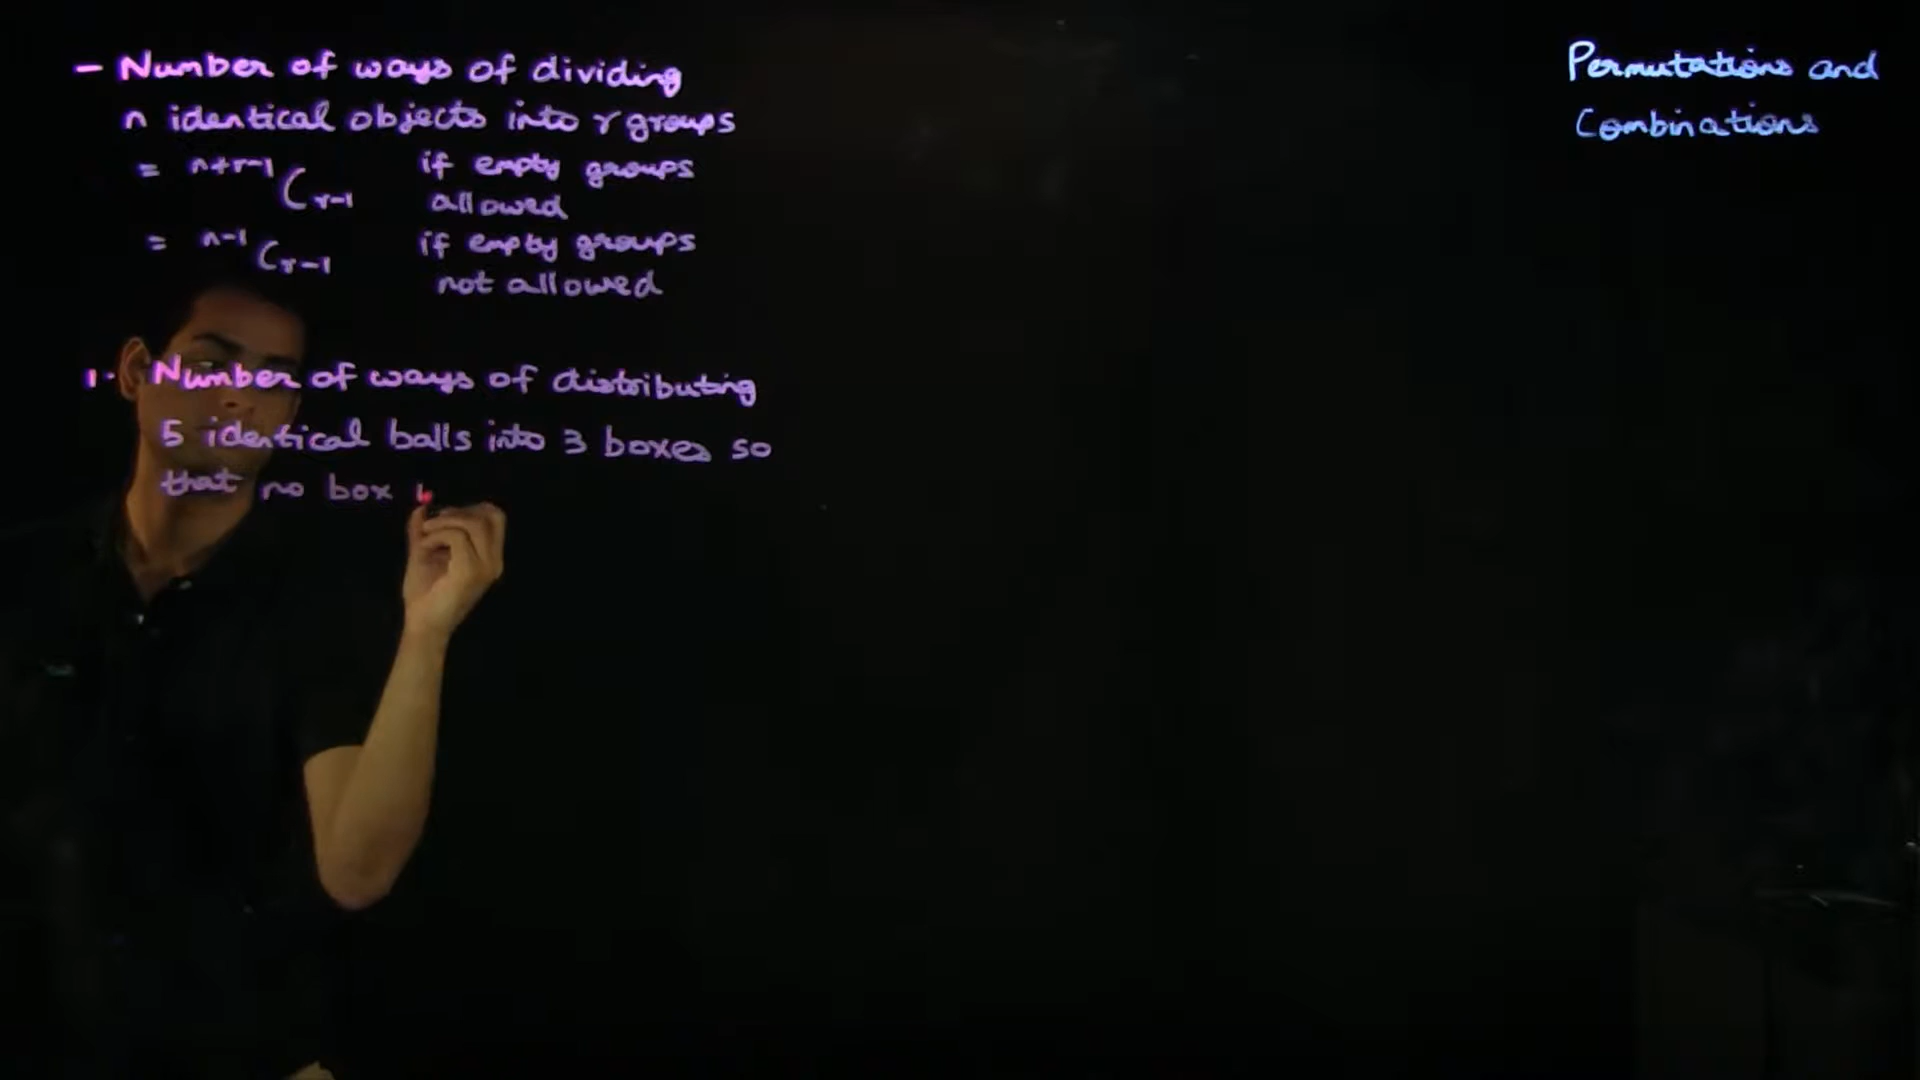 - Number of ways of dividing
n identical objects into r groups
= n+r-1 C r-1 if empty groups
allowed
= n-1 C r-1 if empty groups
not allowed
1. Number of ways of distributing
5 identical balls into 3 boxes so
that no box
Permutations and
Combinations